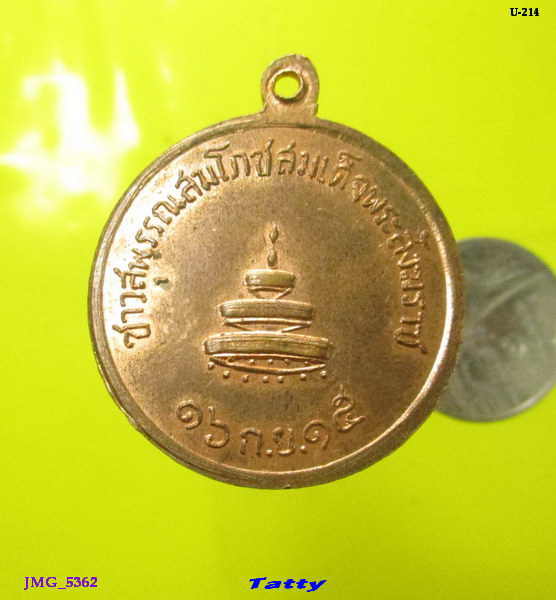 U-214
ชาวสุพรรณสมโภชสมเด็จพระสังฆราช
๑๖ ก.ย.๑๕
JMG_5362
Tatty